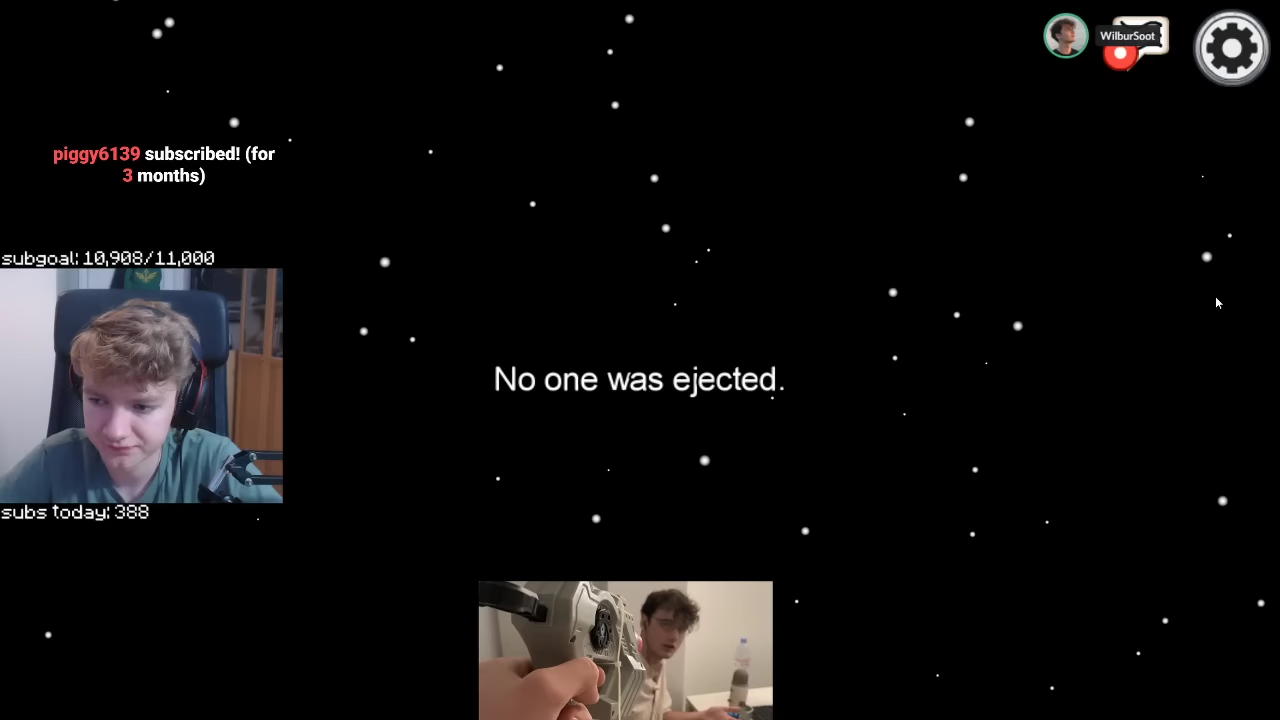 WilburSoot
piggy6139 subscribed! (for
3 months)
subgoal: 10,908/11,000
No one was ejected.
subs today: 388